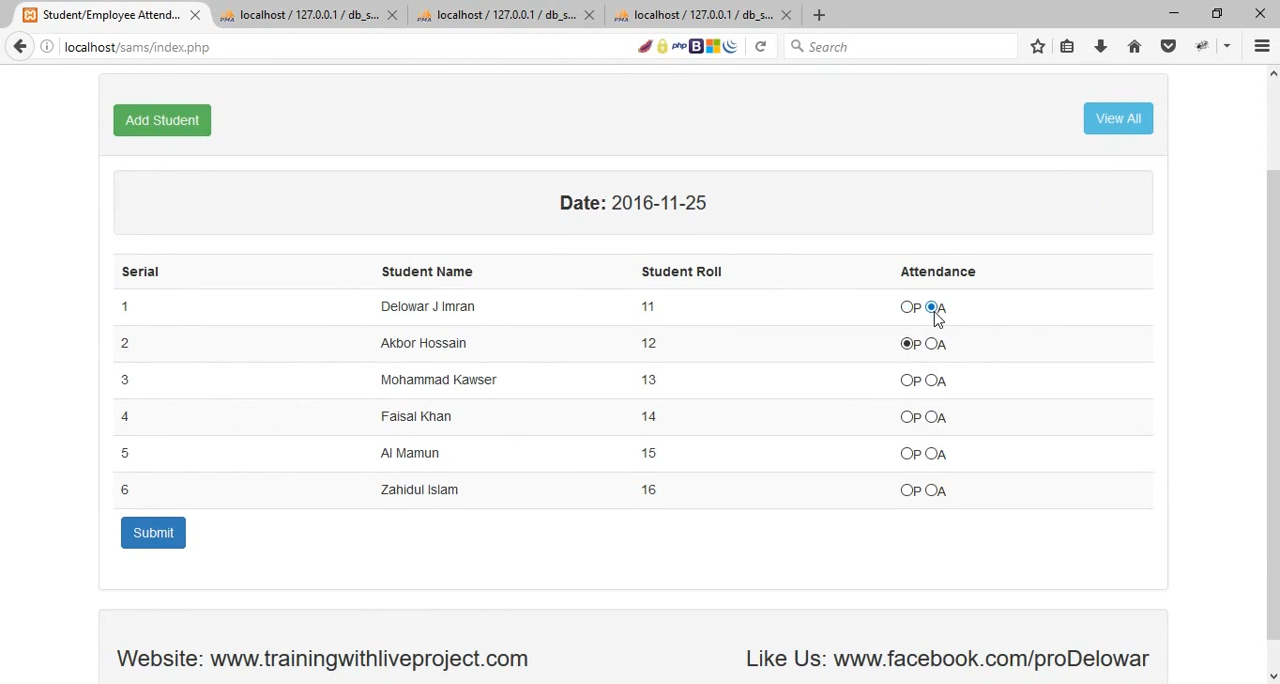 Student/Employee Attend... localhost / 127.0.0.1 / db_s... localhost / 127.0.0.1 / db_s... localhost / 127.0.0.1 / db_s...
localhost/sams/index.php php B Search
Add Student View All
Date: 2016-11-25
Serial Student Name Student Roll Attendance
1 Delowar J Imran 11 P A
2 Akbor Hossain 12 P A
3 Mohammad Kawser 13 P A
4 Faisal Khan 14 P A
5 Al Mamun 15 P A
6 Zahidul Islam 16 P A
Submit
Website: www.trainingwithliveproject.com Like Us: www.facebook.com/proDelowar